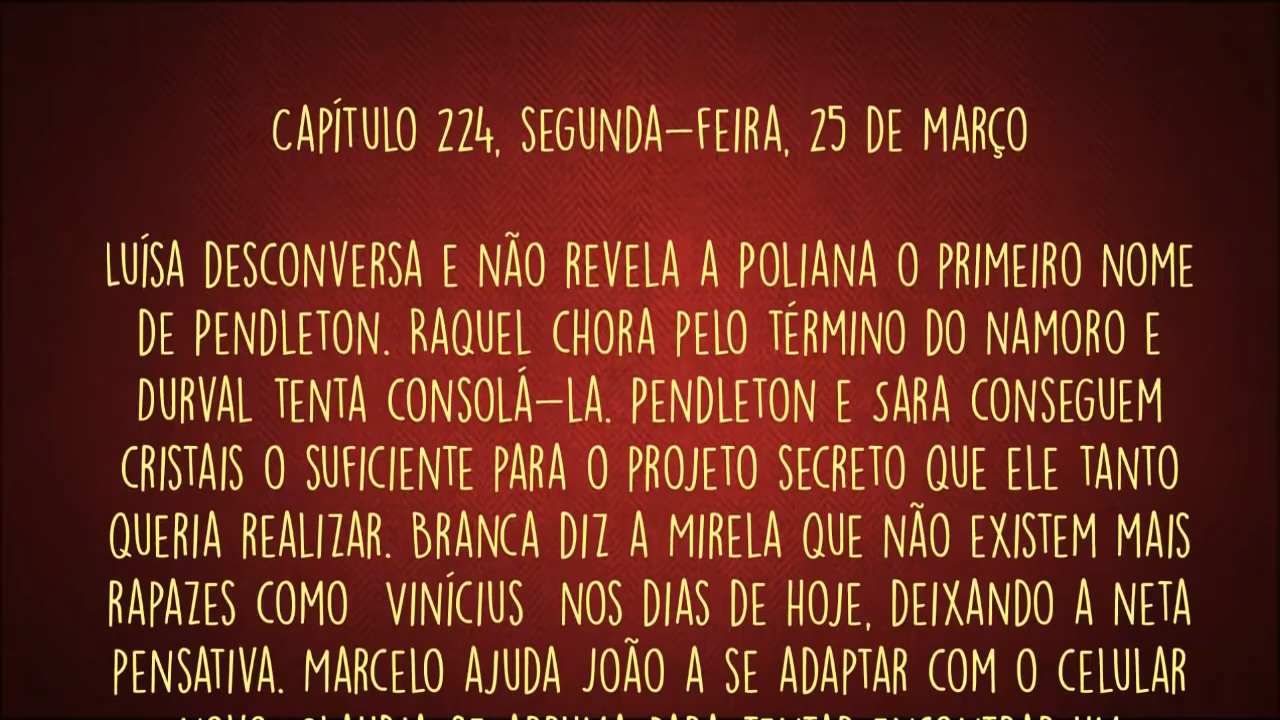 CAPÍTULO 224, SEGUNDA-FEIRA, 25 DE MARÇO
LUÍSA DESCONVERSA E NÃO REVELA A POLIANA O PRIMEIRO NOME
DE PENDLETON. RAQUEL CHORA PELO TÉRMINO DO NAMORO E
DURVAL TENTA CONSOLÁ-LA. PENDLETON E SARA CONSEGUEM
CRISTAIS O SUFICIENTE PARA O PROJETO SECRETO QUE ELE TANTO
QUERIA REALIZAR. BRANCA DIZ A MIRELA QUE NÃO EXISTEM MAIS
RAPAZES COMO VINÍCIUS NOS DIAS DE HOJE, DEIXANDO A NETA
PENSATIVA. MARCELO AJUDA JOÃO A SE ADAPTAR COM O CELULAR